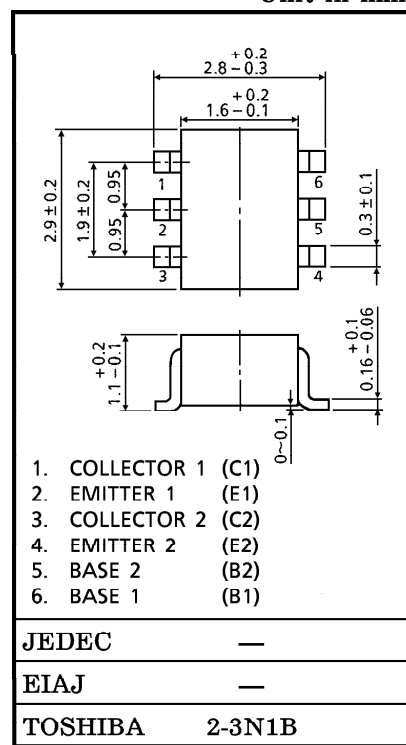 + 0.2
2.8 – 0.3
+ 0.2
1.6 – 0.1
2.9 ± 0.2
1.9 ± 0.2
0.95
0.95
1
2
3
6
5
4
0.3 ± 0.1
+0.2
1.1 – 0.1
+ 0.1
0.16 – 0.06
0~0.1
1. COLLECTOR 1 (C1)
2. EMITTER 1 (E1)
3. COLLECTOR 2 (C2)
4. EMITTER 2 (E2)
5. BASE 2 (B2)
6. BASE 1 (B1)
JEDEC —
EIAJ —
TOSHIBA 2-3N1B